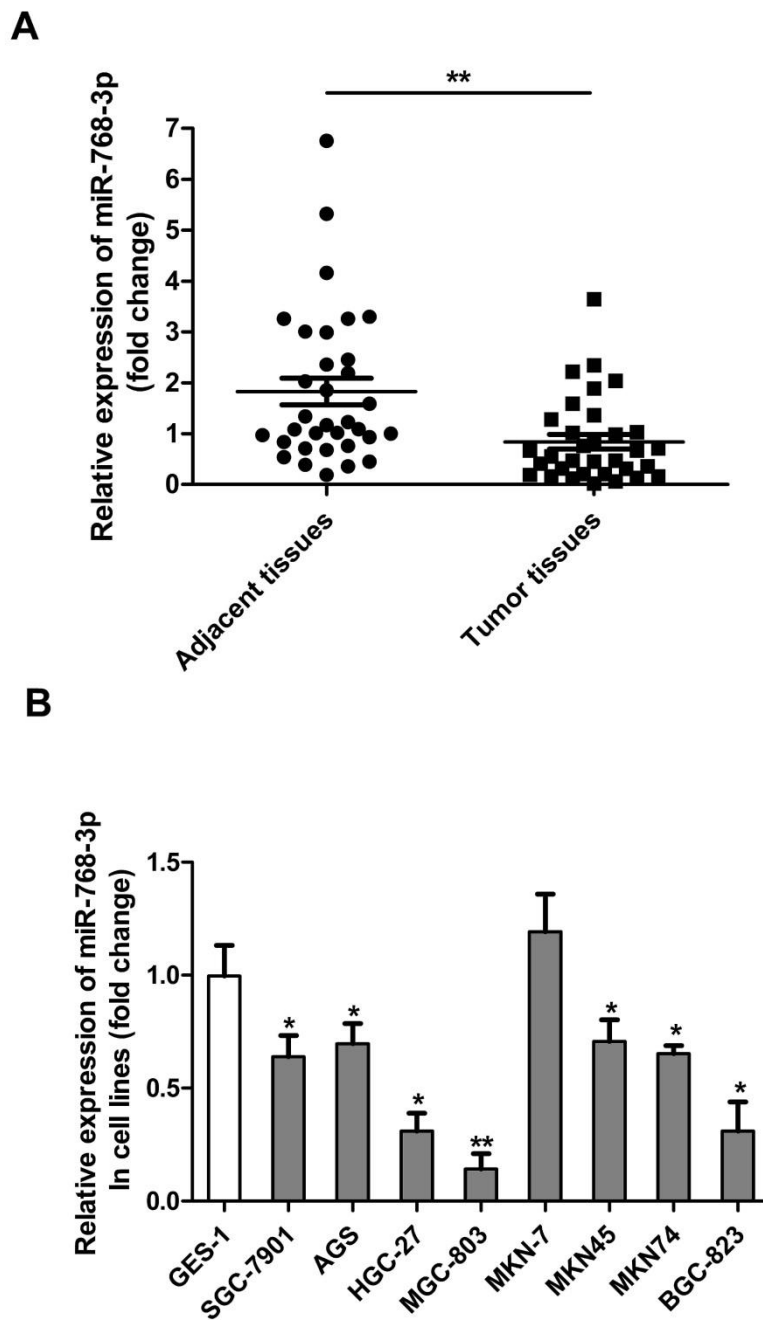 A
**
Relative expression of miR-768-3p
(fold change)
7
6
5
4
3
2
1
0
Adjacent tissues
Tumor tissues
B
Relative expression of miR-768-3p
In cell lines (fold change)
1.5
1.0
0.5
0.0
*
*
*
**
*
*
*
GES-1
SGC-7901
AGS
HGC-27
MGC-803
MKN-7
MKN45
MKN74
BGC-823